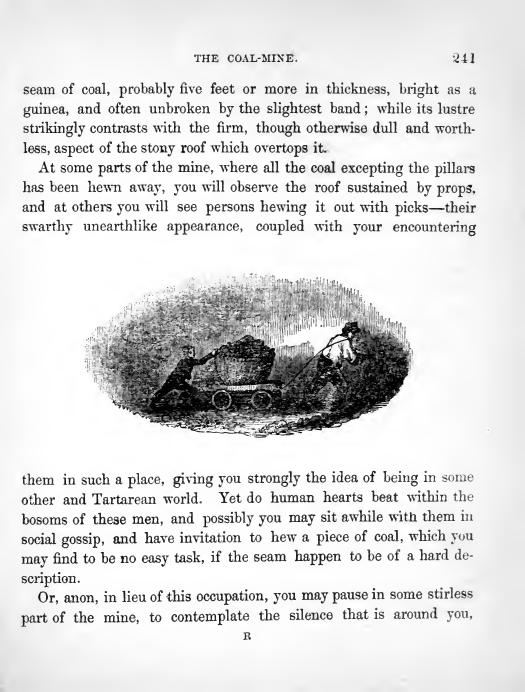 THE COAL-MINE. 241
seam of coal, probably five feet or more in thickness, bright as a
guinea, and often unbroken by the slightest band; while its lustre
strikingly contrasts with the firm, though otherwise dull and worth-
less, aspect of the stony roof which overtops it.
At some parts of the mine, where all the coal excepting the pillars
has been hewn away, you will observe the roof sustained by props,
and at others you will see persons hewing it out with picks—their
swarthy unearthlike appearance, coupled with your encountering
them in such a place, giving you strongly the idea of being in some
other and Tartarean world. Yet do human hearts beat within the
bosoms of these men, and possibly you may sit awhile with them in
social gossip, and have invitation to hew a piece of coal, which you
may find to be no easy task, if the seam happen to be of a hard de-
scription.
Or, anon, in lieu of this occupation, you may pause in some stirless
part of the mine, to contemplate the silence that is around you,
R